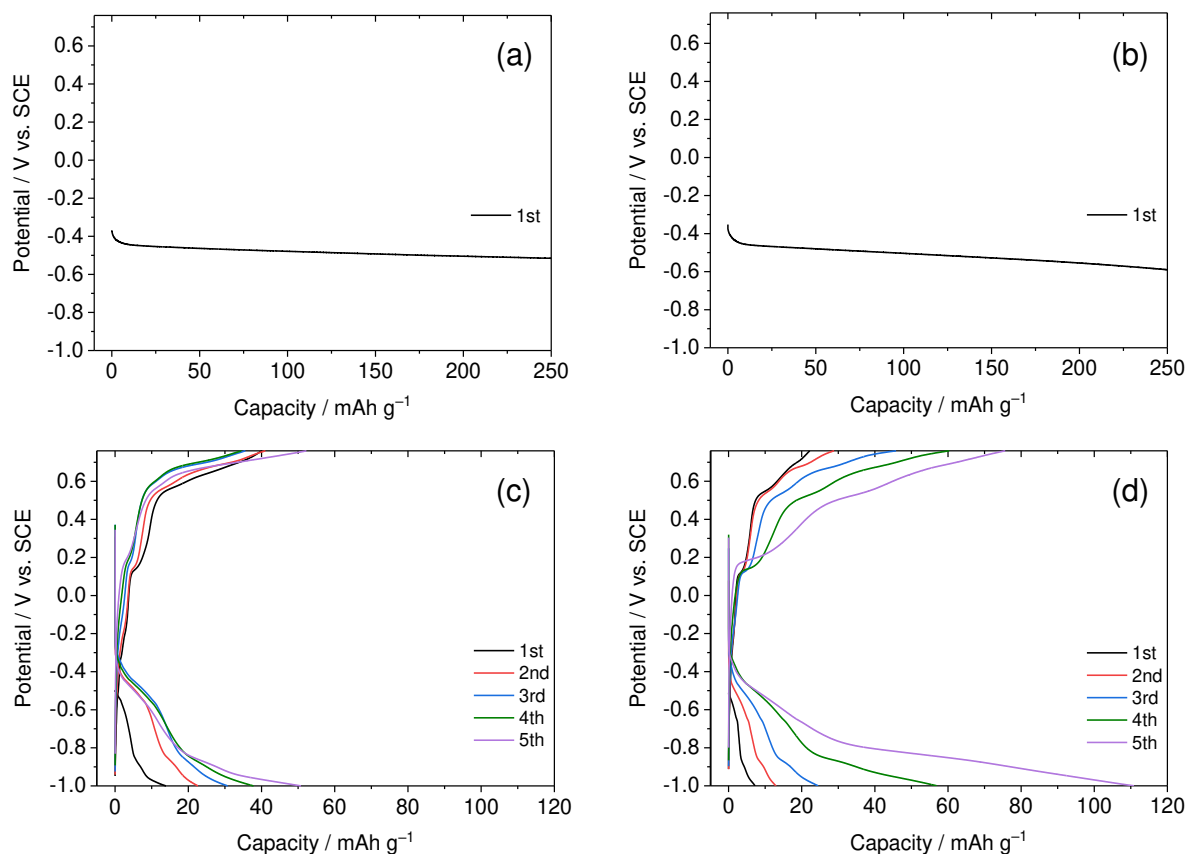 (a)
Potential / V vs. SCE
0.6
0.4
0.2
0.0
-0.2
-0.4
-0.6
-0.8
-1.0
1st
0 50 100 150 200 250
Capacity / mAh g⁻¹
(b)
Potential / V vs. SCE
0.6
0.4
0.2
0.0
-0.2
-0.4
-0.6
-0.8
-1.0
1st
0 50 100 150 200 250
Capacity / mAh g⁻¹
(c)
Potential / V vs. SCE
0.6
0.4
0.2
0.0
-0.2
-0.4
-0.6
-0.8
-1.0
1st
2nd
3rd
4th
5th
0 20 40 60 80 100 120
Capacity / mAh g⁻¹
(d)
Potential / V vs. SCE
0.6
0.4
0.2
0.0
-0.2
-0.4
-0.6
-0.8
-1.0
1st
2nd
3rd
4th
5th
0 20 40 60 80 100 120
Capacity / mAh g⁻¹